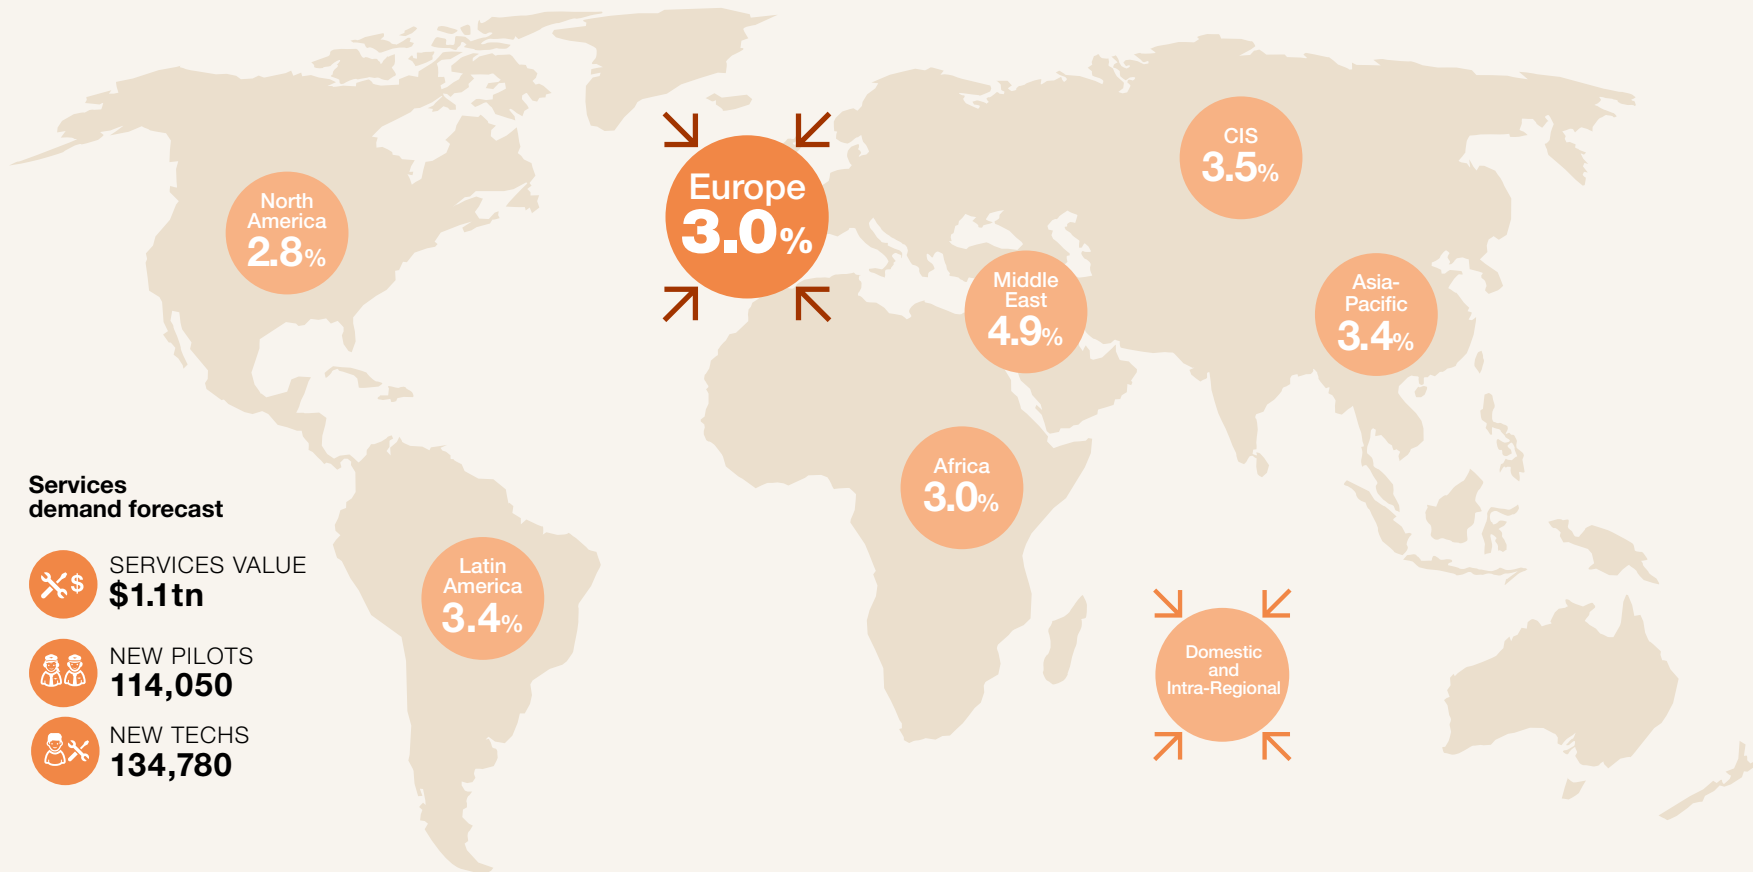 North
America
2.8%
Europe
3.0%
CIS
3.5%
Middle
East
4.9%
Asia-
Pacific
3.4%
Africa
3.0%
Latin
America
3.4%
Services
demand forecast
$
SERVICES VALUE
$1.1tn
NEW PILOTS
114,050
NEW TECHS
134,780
Domestic
and
Intra-Regional